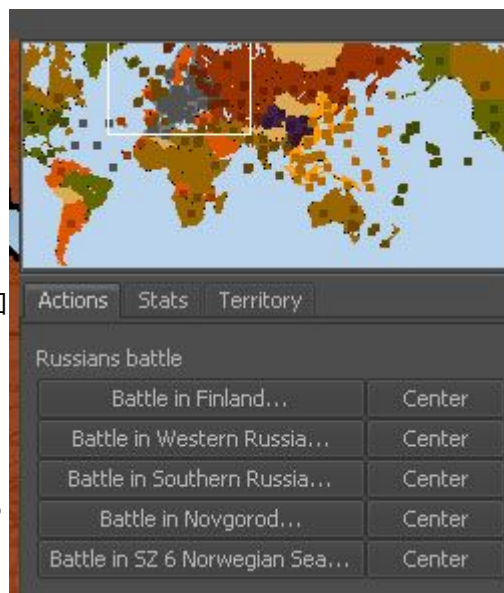 Actions Stats Territory
Russians battle
Battle in Finland... Center
Battle in Western Russia... Center
Battle in Southern Russia... Center
Battle in Novgorod... Center
Battle in SZ 6 Norwegian Sea... Center